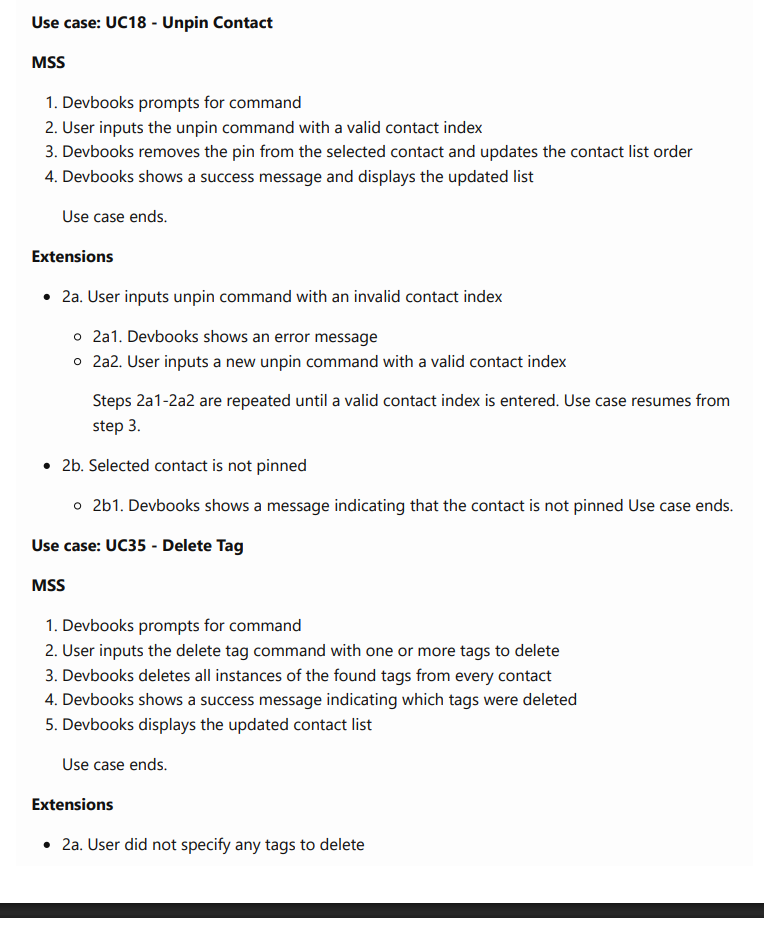 Use case: UC18 - Unpin Contact
MSS
1. Devbooks prompts for command
2. User inputs the unpin command with a valid contact index
3. Devbooks removes the pin from the selected contact and updates the contact list order
4. Devbooks shows a success message and displays the updated list
Use case ends.
Extensions
• 2a. User inputs unpin command with an invalid contact index
○ 2a1. Devbooks shows an error message
○ 2a2. User inputs a new unpin command with a valid contact index
Steps 2a1-2a2 are repeated until a valid contact index is entered. Use case resumes from
step 3.
• 2b. Selected contact is not pinned
○ 2b1. Devbooks shows a message indicating that the contact is not pinned Use case ends.
Use case: UC35 - Delete Tag
MSS
1. Devbooks prompts for command
2. User inputs the delete tag command with one or more tags to delete
3. Devbooks deletes all instances of the found tags from every contact
4. Devbooks shows a success message indicating which tags were deleted
5. Devbooks displays the updated contact list
Use case ends.
Extensions
• 2a. User did not specify any tags to delete